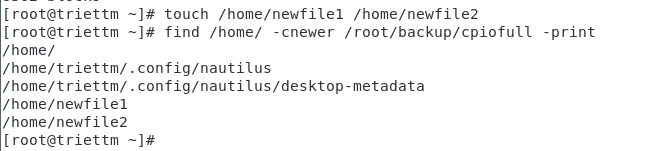 [root@triettm ~]# touch /home/newfile1 /home/newfile2
[root@triettm ~]# find /home/ -cnewer /root/backup/cpiofull -print
/home/
/home/triettm/.config/nautilus
/home/triettm/.config/nautilus/desktop-metadata
/home/newfile1
/home/newfile2
[root@triettm ~]#